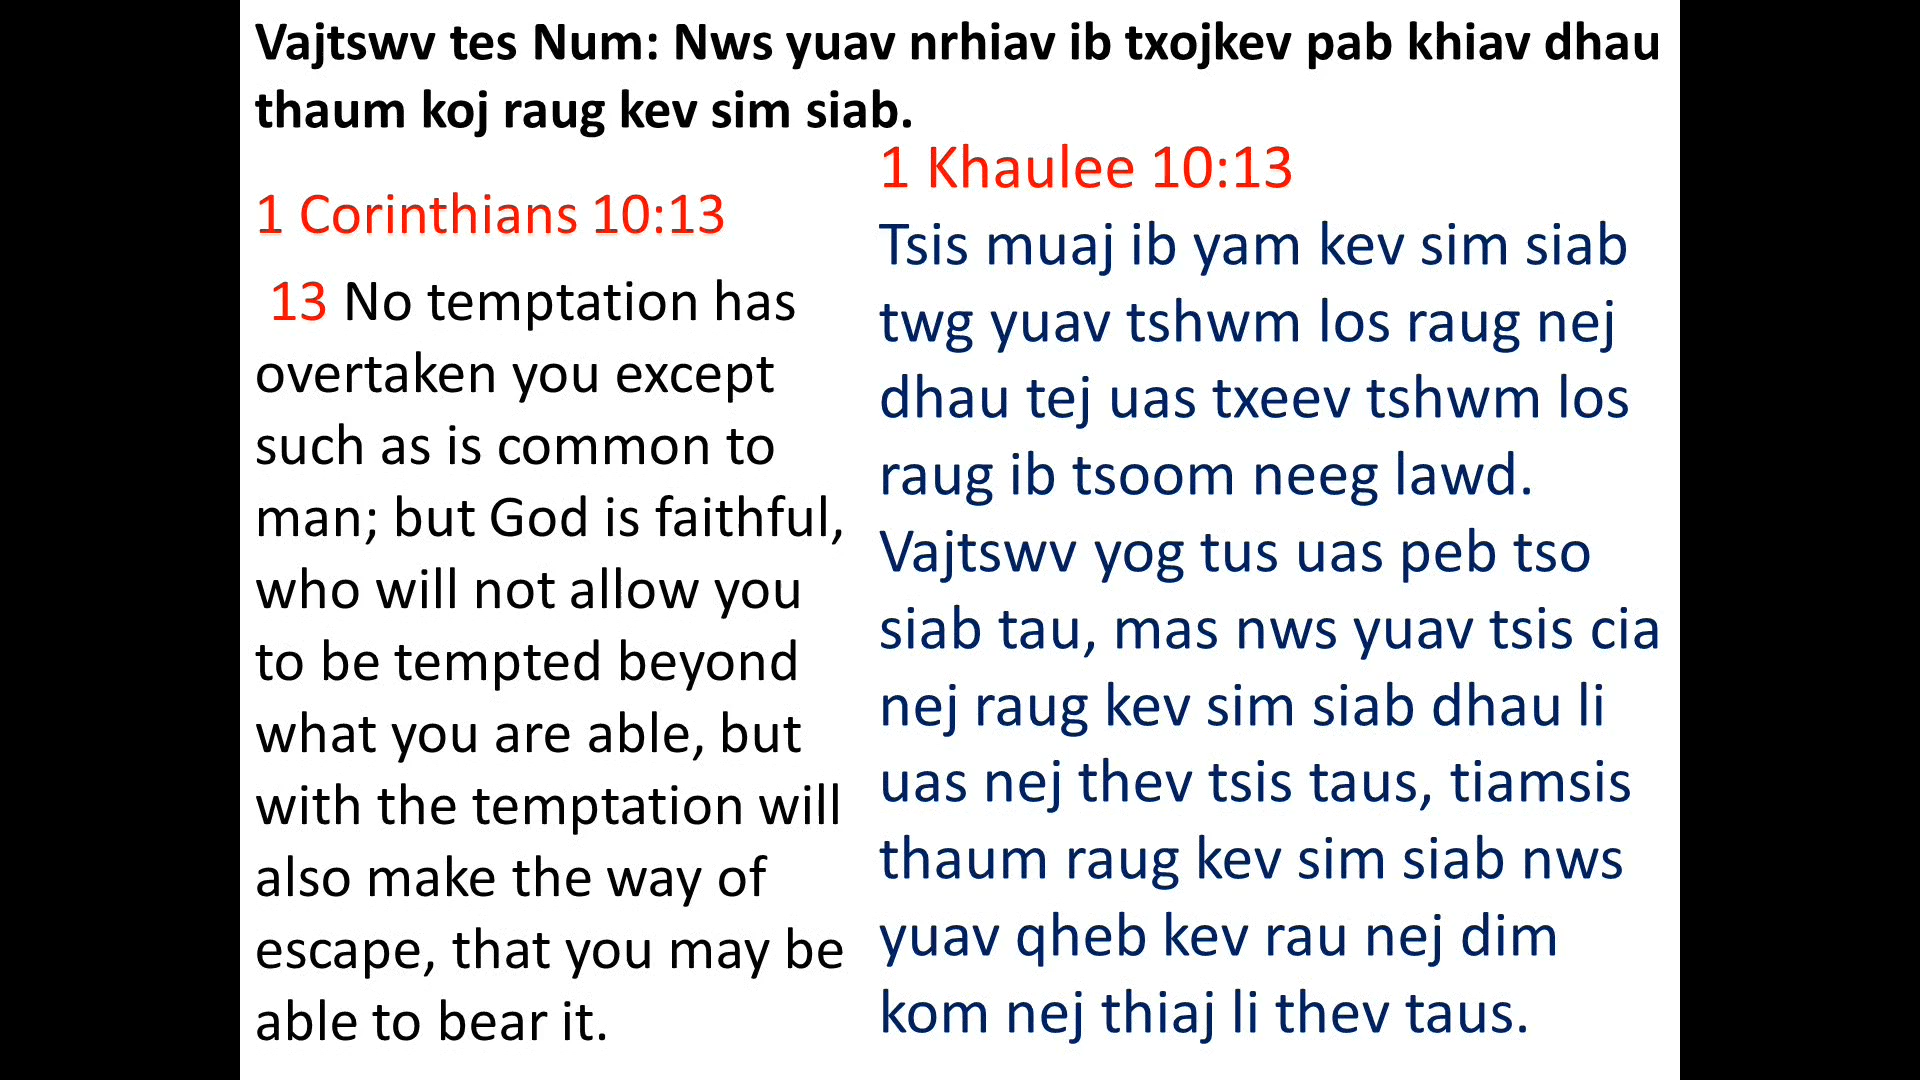 Vajtswv tes Num: Nws yuav nrhiav ib txojkev pab khiav dhau
thaum koj raug kev sim siab.
1 Corinthians 10:13
13 No temptation has
overtaken you except
such as is common to
man; but God is faithful,
who will not allow you
to be tempted beyond
what you are able, but
with the temptation will
also make the way of
escape, that you may be
able to bear it.
1 Khaulee 10:13
Tsis muaj ib yam kev sim siab
twg yuav tshwm los raug nej
dhau tej uas txeev tshwm los
raug ib tsoom neeg lawd.
Vajtswv yog tus uas peb tso
siab tau, mas nws yuav tsis cia
nej raug kev sim siab dhau li
uas nej thev tsis taus, tiamsis
thaum raug kev sim siab nws
yuav qheb kev rau nej dim
kom nej thiaj li thev taus.